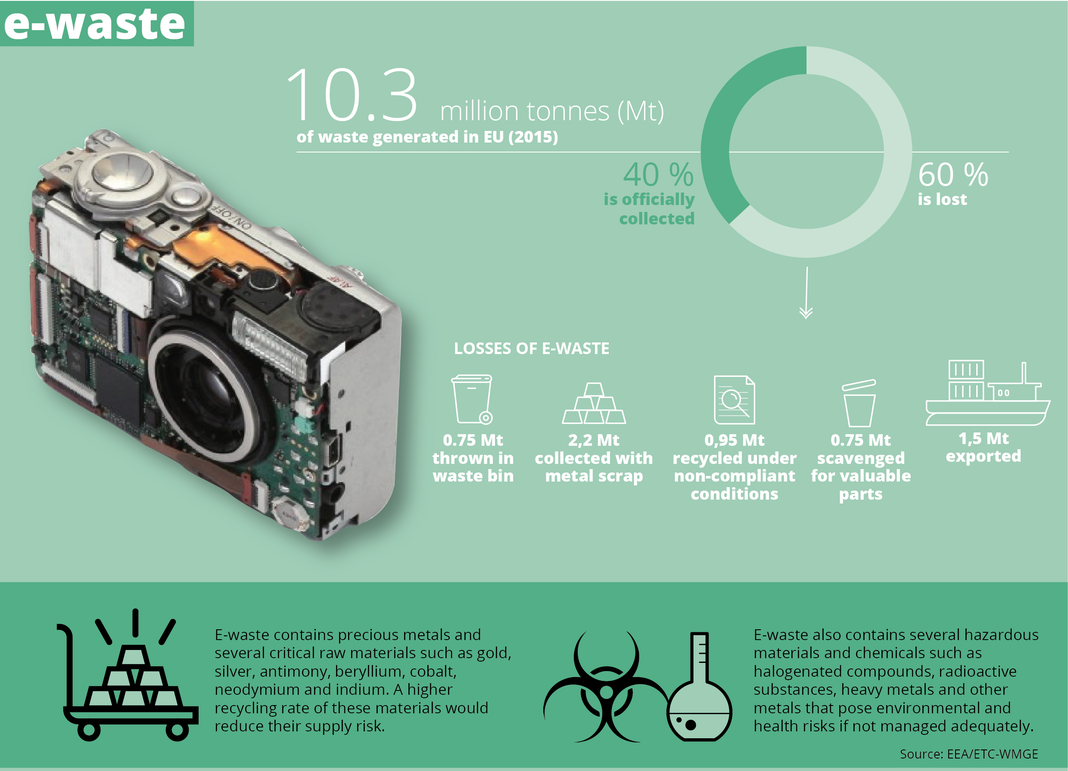 e-waste
10.3 million tonnes (Mt)
of waste generated in EU (2015)
40 %
is officially
collected
60 %
is lost
LOSSES OF E-WASTE
0.75 Mt
thrown in
waste bin
2,2 Mt
collected with
metal scrap
0,95 Mt
recycled under
non-compliant
conditions
0.75 Mt
scavenged
for valuable
parts
1,5 Mt
exported
ON/OFF
E-waste contains precious metals and
several critical raw materials such as gold,
silver, antimony, beryllium, cobalt,
neodymium and indium. A higher
recycling rate of these materials would
reduce their supply risk.
E-waste also contains several hazardous
materials and chemicals such as
halogenated compounds, radioactive
substances, heavy metals and other
metals that pose environmental and
health risks if not managed adequately.
Source: EEA/ETC-WMGE